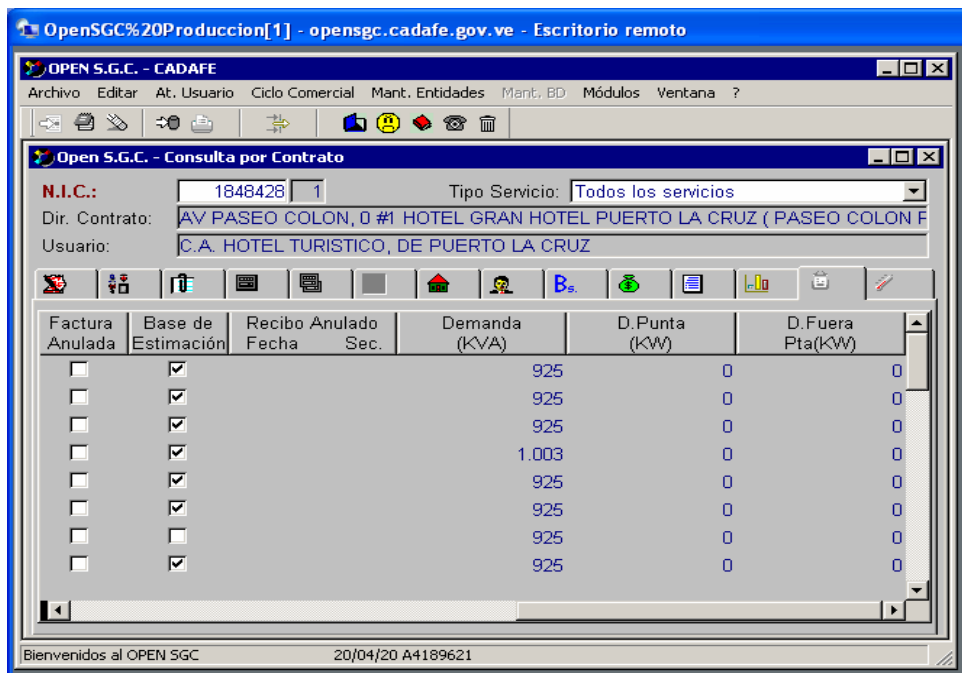 OpenSGC%20Produccion[1] - opensgc.cadafe.gov.ve - Escritorio remoto
OPEN S.G.C. - CADAFE
Archivo Editar At. Usuario Ciclo Comercial Mant. Entidades Mant. BD Módulos Ventana ?
Open S.G.C. - Consulta por Contrato
N.I.C.: 1848428 1 Tipo Servicio: Todos los servicios
Dir. Contrato: AV PASEO COLON, 0 #1 HOTEL GRAN HOTEL PUERTO LA CRUZ ( PASEO COLON
Usuario: C.A. HOTEL TURISTICO, DE PUERTO LA CRUZ
Bs.
Factura Base de Recibo Anulado Demanda D.Punta D.Fuera
Anulada Estimación Fecha Sec. (KVA) (KW) Pta(KW)
925 0 0
925 0 0
925 0 0
1.003 0 0
925 0 0
925 0 0
925 0 0
925 0 0
Bienvenidos al OPEN SGC 20/04/20 A4189621